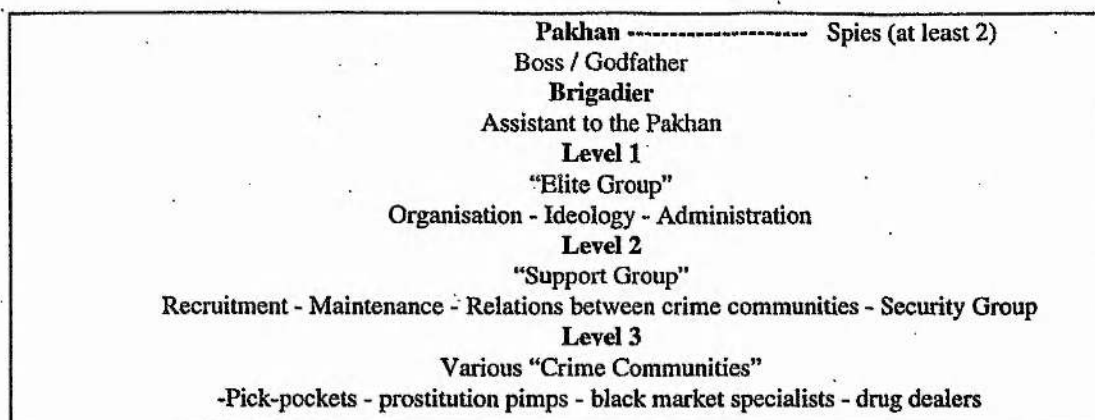 Pakhan --------------------- Spies (at least 2)
Boss / Godfather
Brigadier
Assistant to the Pakhan
Level 1
“Elite Group”
Organisation - Ideology - Administration
Level 2
“Support Group”
Recruitment - Maintenance - Relations between crime communities - Security Group
Level 3
Various “Crime Communities”
-Pick-pockets - prostitution pimps - black market specialists - drug dealers